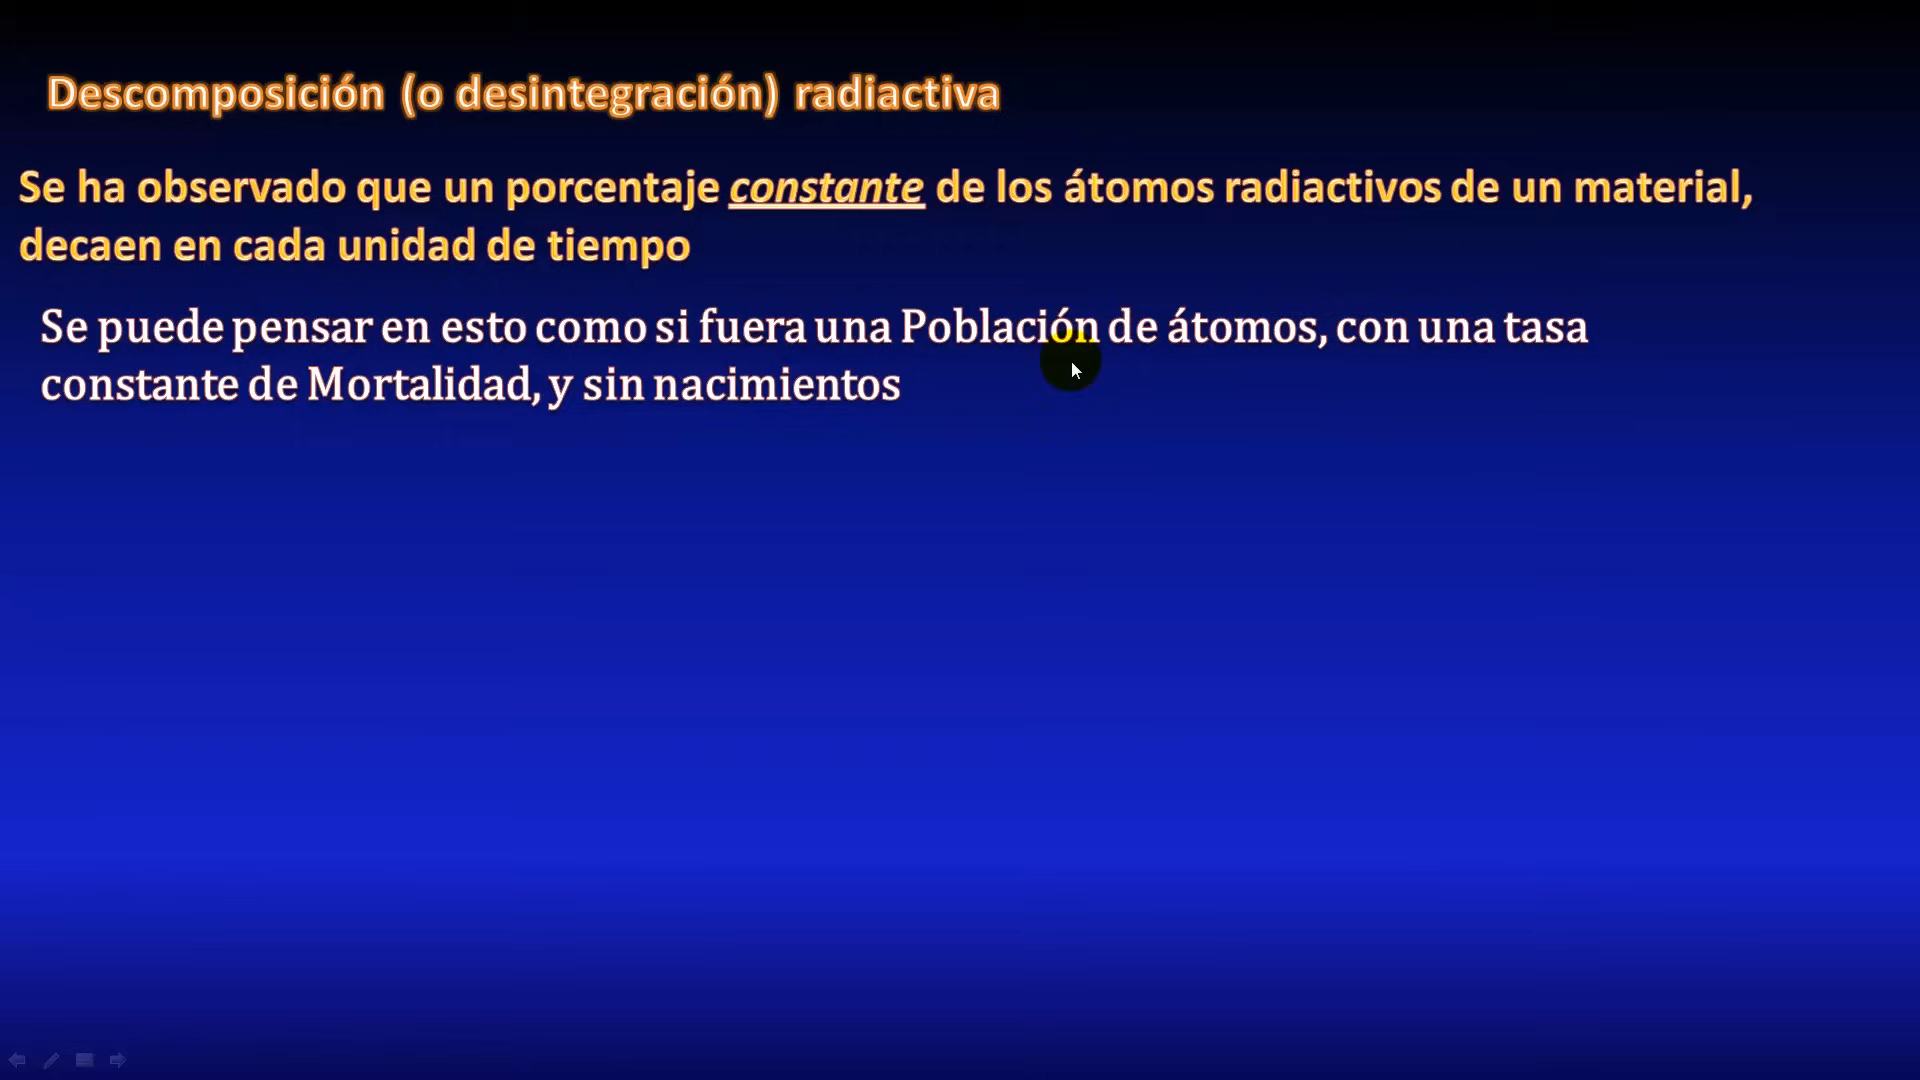 Descomposición (o desintegración) radiactiva
Se ha observado que un porcentaje constante de los átomos radiactivos de un material,
decaen en cada unidad de tiempo
Se puede pensar en esto como si fuera una Población de átomos, con una tasa
constante de Mortalidad, y sin nacimientos